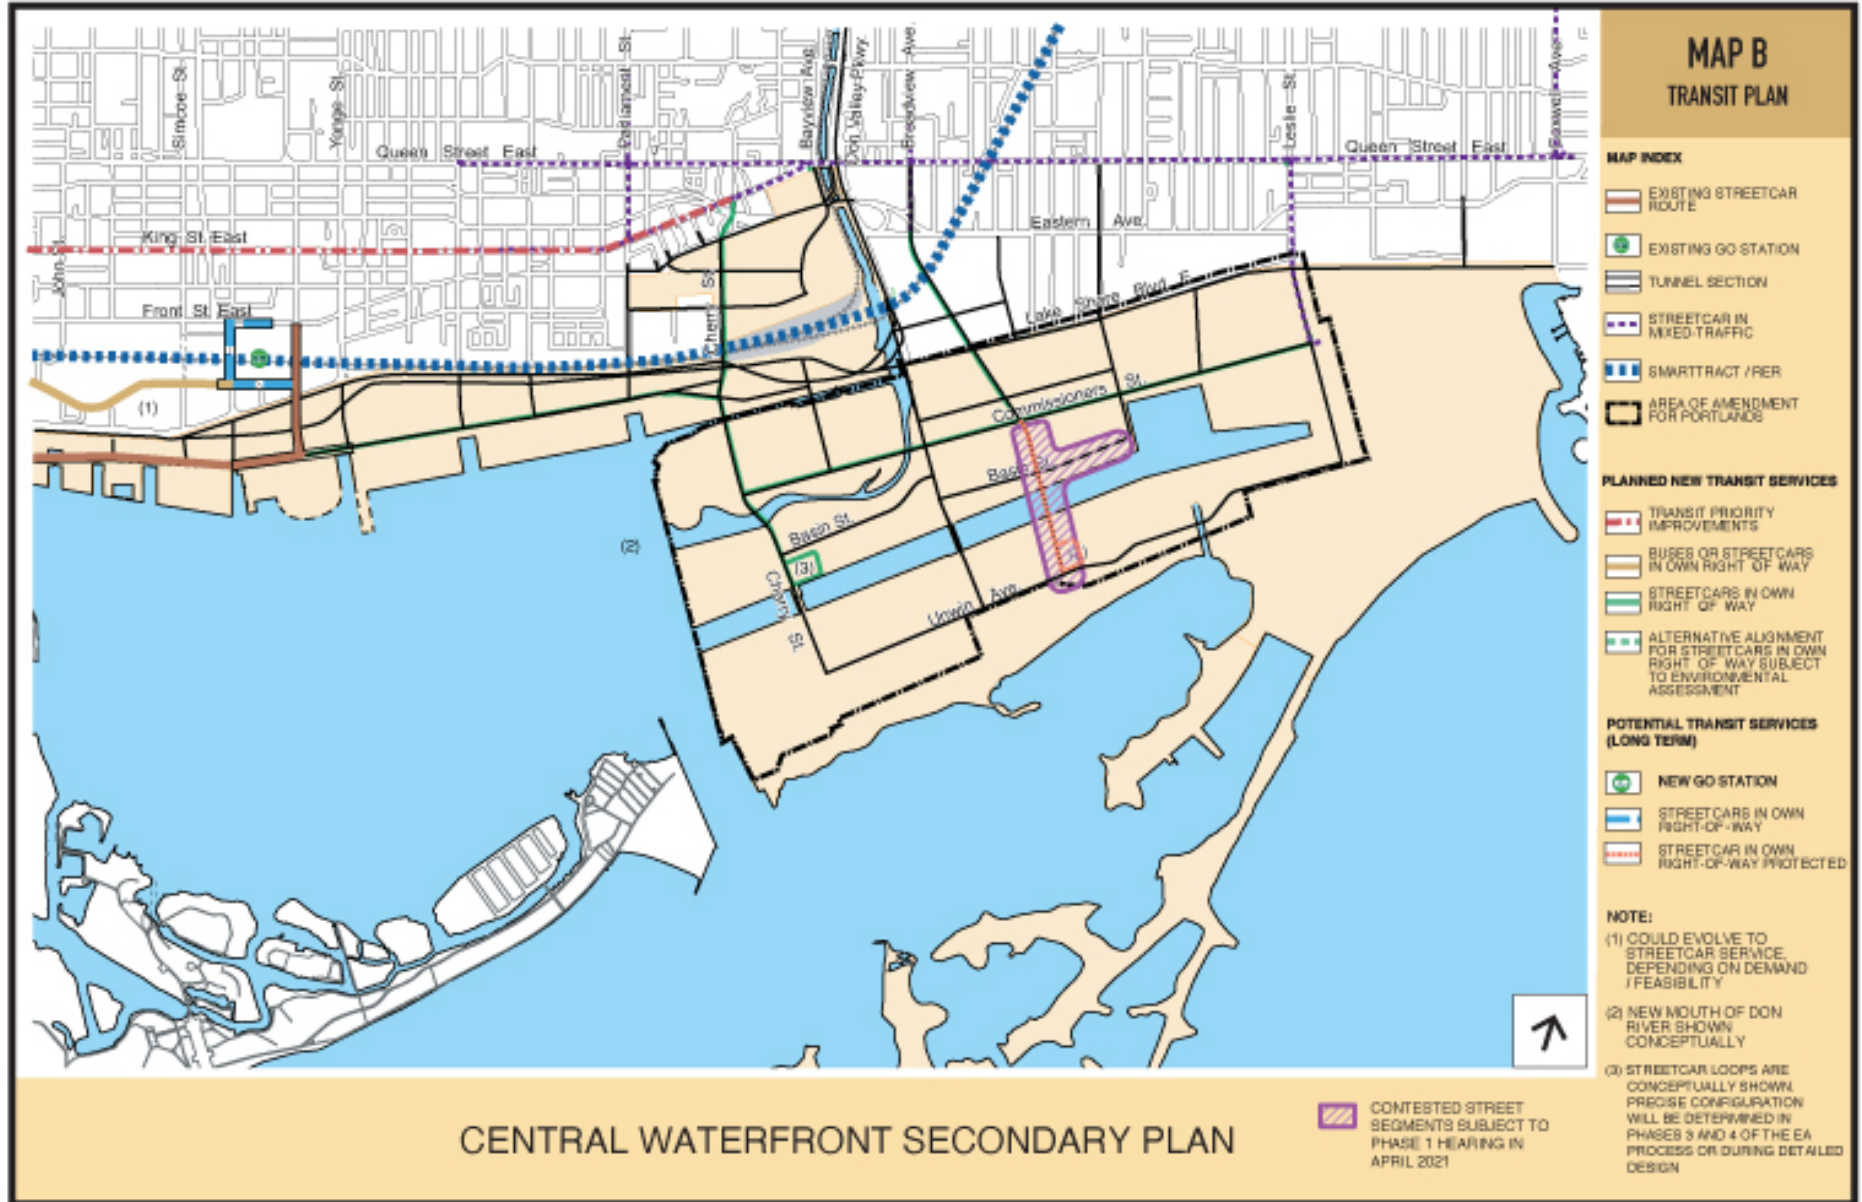 MAP B
TRANSIT PLAN
MAP INDEX
EXISTING STREETCAR
ROUTE
EXISTING GO STATION
TUNNEL SECTION
STREETCAR IN
MIXED-TRAFFIC
SMARTTRACT / RER
AREA OF AMENDMENT
FOR PORTLANDS
PLANNED NEW TRANSIT SERVICES
TRANSIT PRIORITY
IMPROVEMENTS
BUSES OR STREETCARS
IN OWN RIGHT OF WAY
STREETCARS IN OWN
RIGHT OF WAY
ALTERNATIVE ALIGNMENT
FOR STREETCARS IN OWN
RIGHT OF WAY SUBJECT
TO ENVIRONMENTAL
ASSESSMENT
POTENTIAL TRANSIT SERVICES
(LONG TERM)
NEW GO STATION
STREETCARS IN OWN
RIGHT-OF-WAY
STREETCAR IN OWN
RIGHT-OF-WAY PROTECTED
NOTE:
(1) COULD EVOLVE TO
STREETCAR SERVICE,
DEPENDING ON DEMAND
/ FEASIBILITY
(2) NEW MOUTH OF DON
RIVER SHOWN
CONCEPTUALLY
(3) STREETCAR LOOPS ARE
CONCEPTUALLY SHOWN.
PRECISE CONFIGURATION
WILL BE DETERMINED IN
PHASES 3 AND 4 OF THE EA
PROCESS OR DURING DETAILED
DESIGN
John St.
Simcoe St.
Yonge St.
Parliament St.
Bayview Ave.
Don Valley Pkwy.
Broadview Ave.
Leslie St.
Queen Street East
Queen Street East
King St. East
Front St. East
Eastern Ave.
Cherry St.
Lake Shore Blvd E
Commissioners St.
Basin St.
Basin St.
Cherry St.
Unwin Ave.
(1)
(2)
(3)
CENTRAL WATERFRONT SECONDARY PLAN
CONTESTED STREET
SEGMENTS SUBJECT TO
PHASE 1 HEARING IN
APRIL 2021